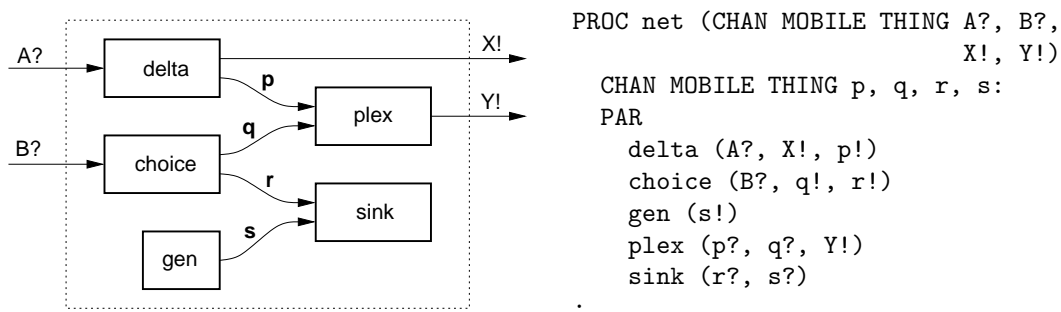 A?
B?
delta
choice
gen
plex
sink
p
q
r
s
X!
Y!
PROC net (CHAN MOBILE THING A?, B?,
X!, Y!)
CHAN MOBILE THING p, q, r, s:
PAR
delta (A?, X!, p!)
choice (B?, q!, r!)
gen (s!)
plex (p?, q?, Y!)
sink (r?, s?)